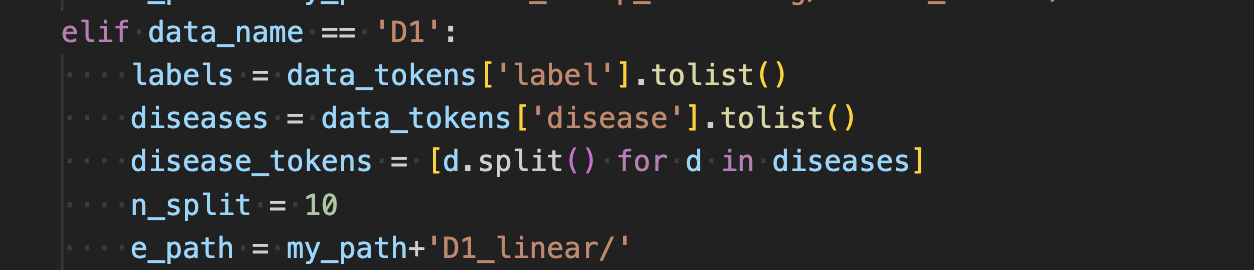 elif data_name == 'D1':
    labels = data_tokens['label'].tolist()
    diseases = data_tokens['disease'].tolist()
    disease_tokens = [d.split() for d in diseases]
    n_split = 10
    e_path = my_path+'D1_linear/'